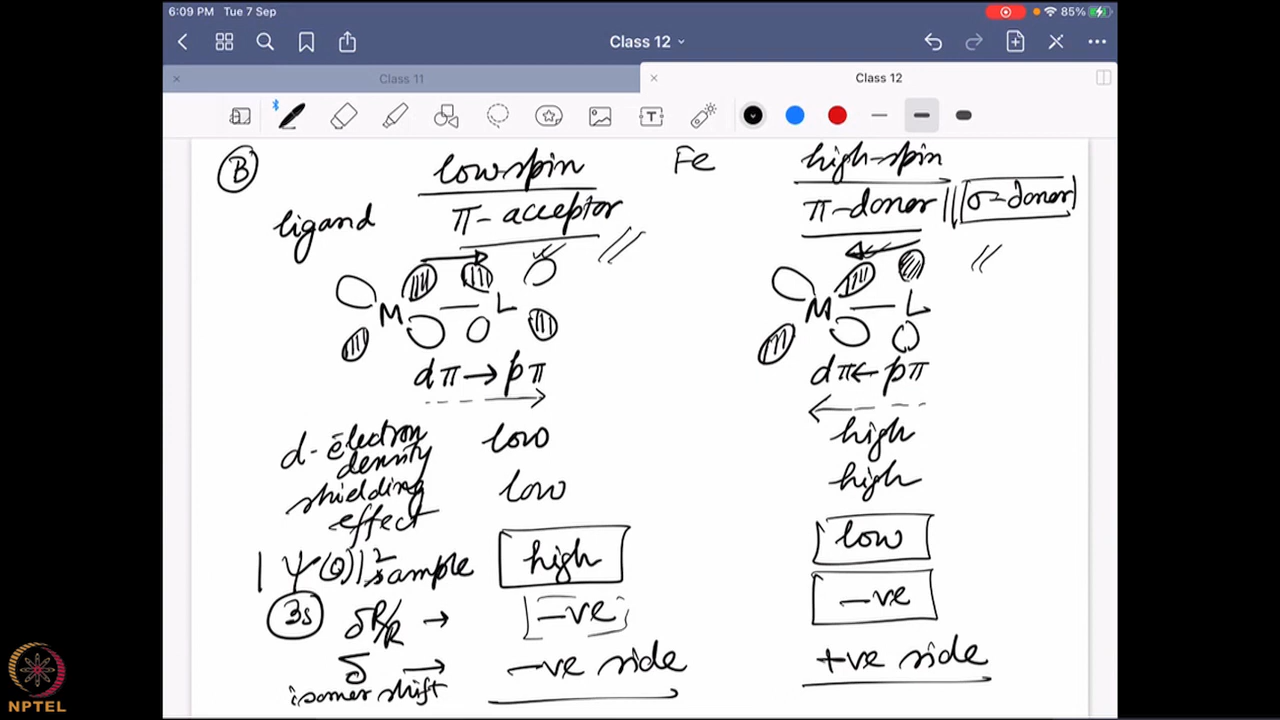 6:09 PM Tue 7 Sep 85%
Class 12
Class 11 Class 12
B low spin Fe high-spin
ligand π-acceptor π-donor σ-donor
M L M L
dπ→pπ dπ←pπ
d-electron density low high
shielding effect low high
|ψ(0)|² sample high low
3s δR/R → -ve -ve
δ → -ve side +ve side
isomer shift
NPTEL